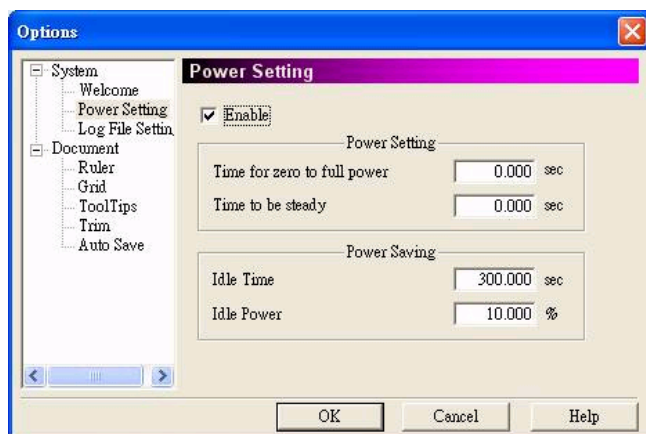 Options
System
Welcome
Power Setting
Log File Settin
Document
Ruler
Grid
ToolTips
Trim
Auto Save
Power Setting
Enable
Power Setting
Time for zero to full power 0.000 sec
Time to be steady 0.000 sec
Power Saving
Idle Time 300.000 sec
Idle Power 10.000 %
OK Cancel Help